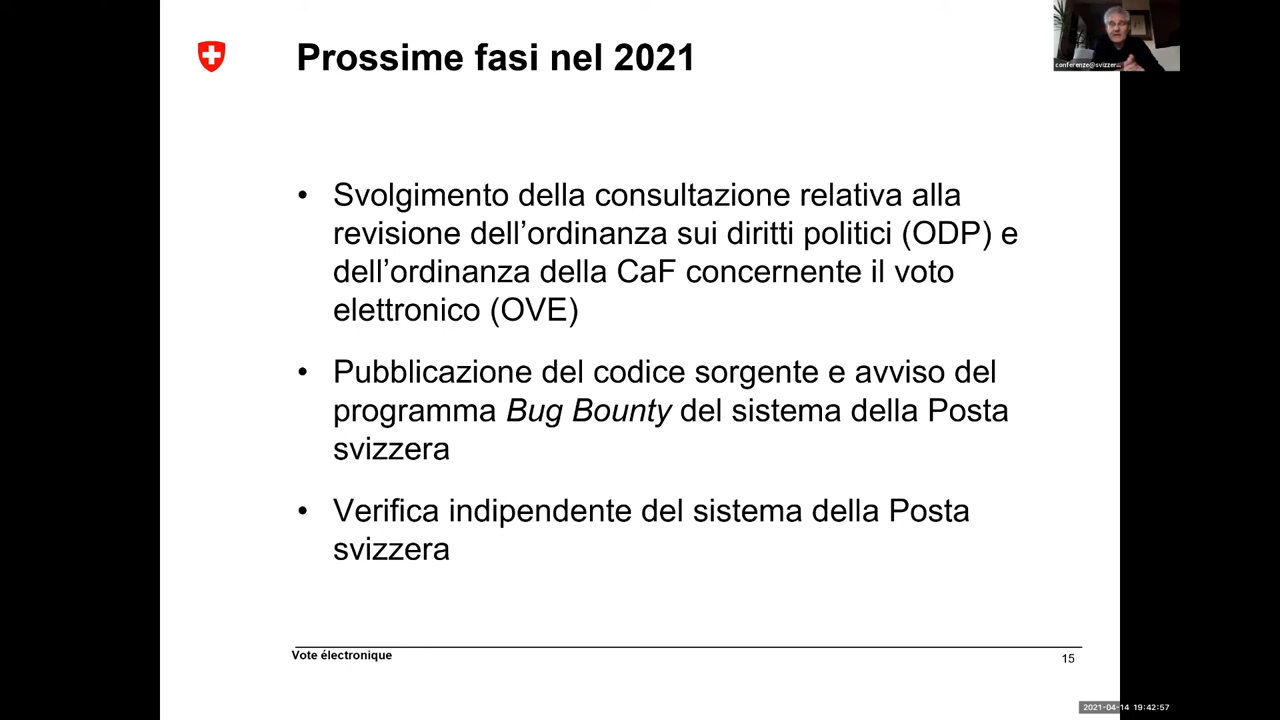 Prossime fasi nel 2021
conferenze@svizzer...
• Svolgimento della consultazione relativa alla
revisione dell’ordinanza sui diritti politici (ODP) e
dell’ordinanza della CaF concernente il voto
elettronico (OVE)
• Pubblicazione del codice sorgente e avviso del
programma Bug Bounty del sistema della Posta
svizzera
• Verifica indipendente del sistema della Posta
svizzera
Vote électronique
15
2021-04-14 19:42:57